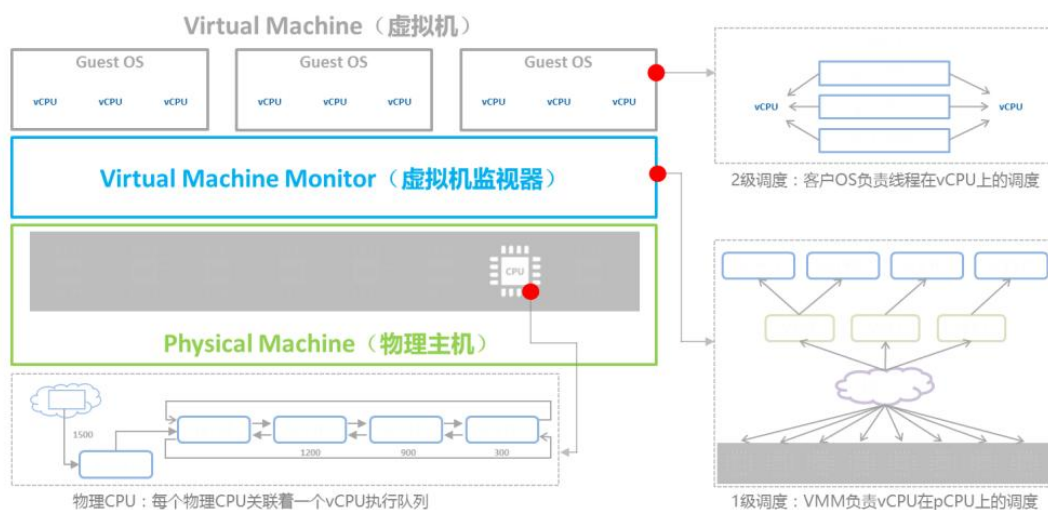 Virtual Machine（虚拟机）
Guest OS
vCPU vCPU vCPU
Guest OS
vCPU vCPU vCPU
Guest OS
vCPU vCPU vCPU
vCPU vCPU
2级调度：客户OS负责线程在vCPU上的调度
Virtual Machine Monitor（虚拟机监视器）
CPU
Physical Machine（物理主机）
1500
1200 900 300
物理CPU：每个物理CPU关联着一个vCPU执行队列
1级调度：VMM负责vCPU在pCPU上的调度